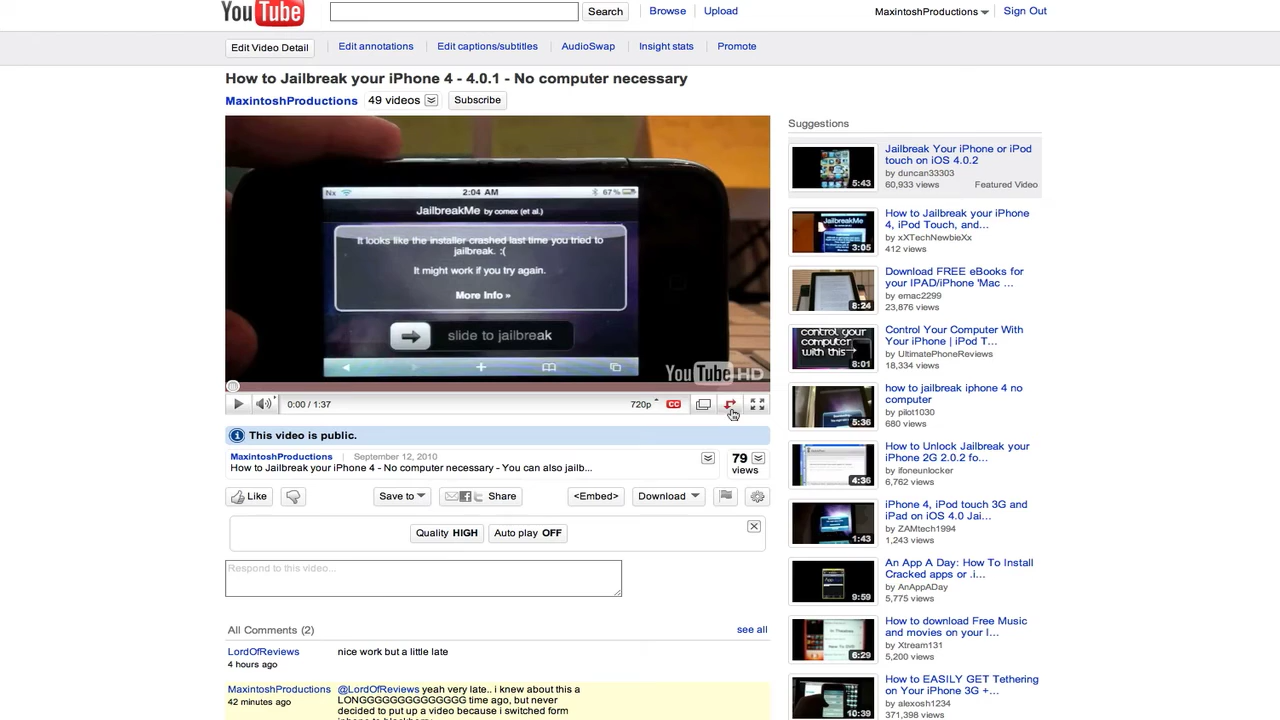 YouTube
Search
Browse
Upload
MaxintoshProductions
Sign Out
Edit Video Detail
Edit annotations
Edit captions/subtitles
AudioSwap
Insight stats
Promote
How to Jailbreak your iPhone 4 - 4.0.1 - No computer necessary
MaxintoshProductions
49 videos
Subscribe
Nx
2:04 AM
67%
JailbreakMe by comex (et al.)
It looks like the installer crashed last time you tried to
jailbreak. :(
It might work if you try again.
More Info »
slide to jailbreak
YouTube HD
0:00 / 1:37
720p
CC
This video is public.
MaxintoshProductions
September 12, 2010
How to Jailbreak your iPhone 4 - No computer necessary - You can also jailb...
79
views
Like
Save to
Share
<Embed>
Download
Quality HIGH
Auto play OFF
Respond to this video...
All Comments (2)
see all
LordOfReviews
4 hours ago
nice work but a little late
MaxintoshProductions
42 minutes ago
@LordOfReviews yeah very late.. i knew about this a
LONGGGGGGGGGGGGG time ago, but never
decided to put up a video because i switched form
iphone to blackberry
Suggestions
5:43
Jailbreak Your iPhone or iPod
touch on iOS 4.0.2
by duncan33303
60,933 views
Featured Video
JailbreakMe
3:05
How to Jailbreak your iPhone
4, iPod Touch, and...
by xXTechNewbieXx
412 views
8:24
Download FREE eBooks for
your IPAD/iPhone 'Mac ...
by emac2299
23,876 views
control your
computer
with this
8:01
Control Your Computer With
Your iPhone | iPod T...
by UltimatePhoneReviews
18,334 views
5:36
how to jailbreak iphone 4 no
computer
by pilot1030
680 views
4:36
How to Unlock Jailbreak your
iPhone 2G 2.0.2 fo...
by ifoneunlocker
6,762 views
1:43
iPhone 4, iPod touch 3G and
iPad on iOS 4.0 Jai...
by ZAMtech1994
1,243 views
9:59
An App A Day: How To Install
Cracked apps or .i...
by AnAppADay
5,775 views
6:29
How to download Free Music
and movies on your I...
by Xtream131
5,200 views
10:39
How to EASILY GET Tethering
on Your iPhone 3G +...
by alexosh1234
371,398 views